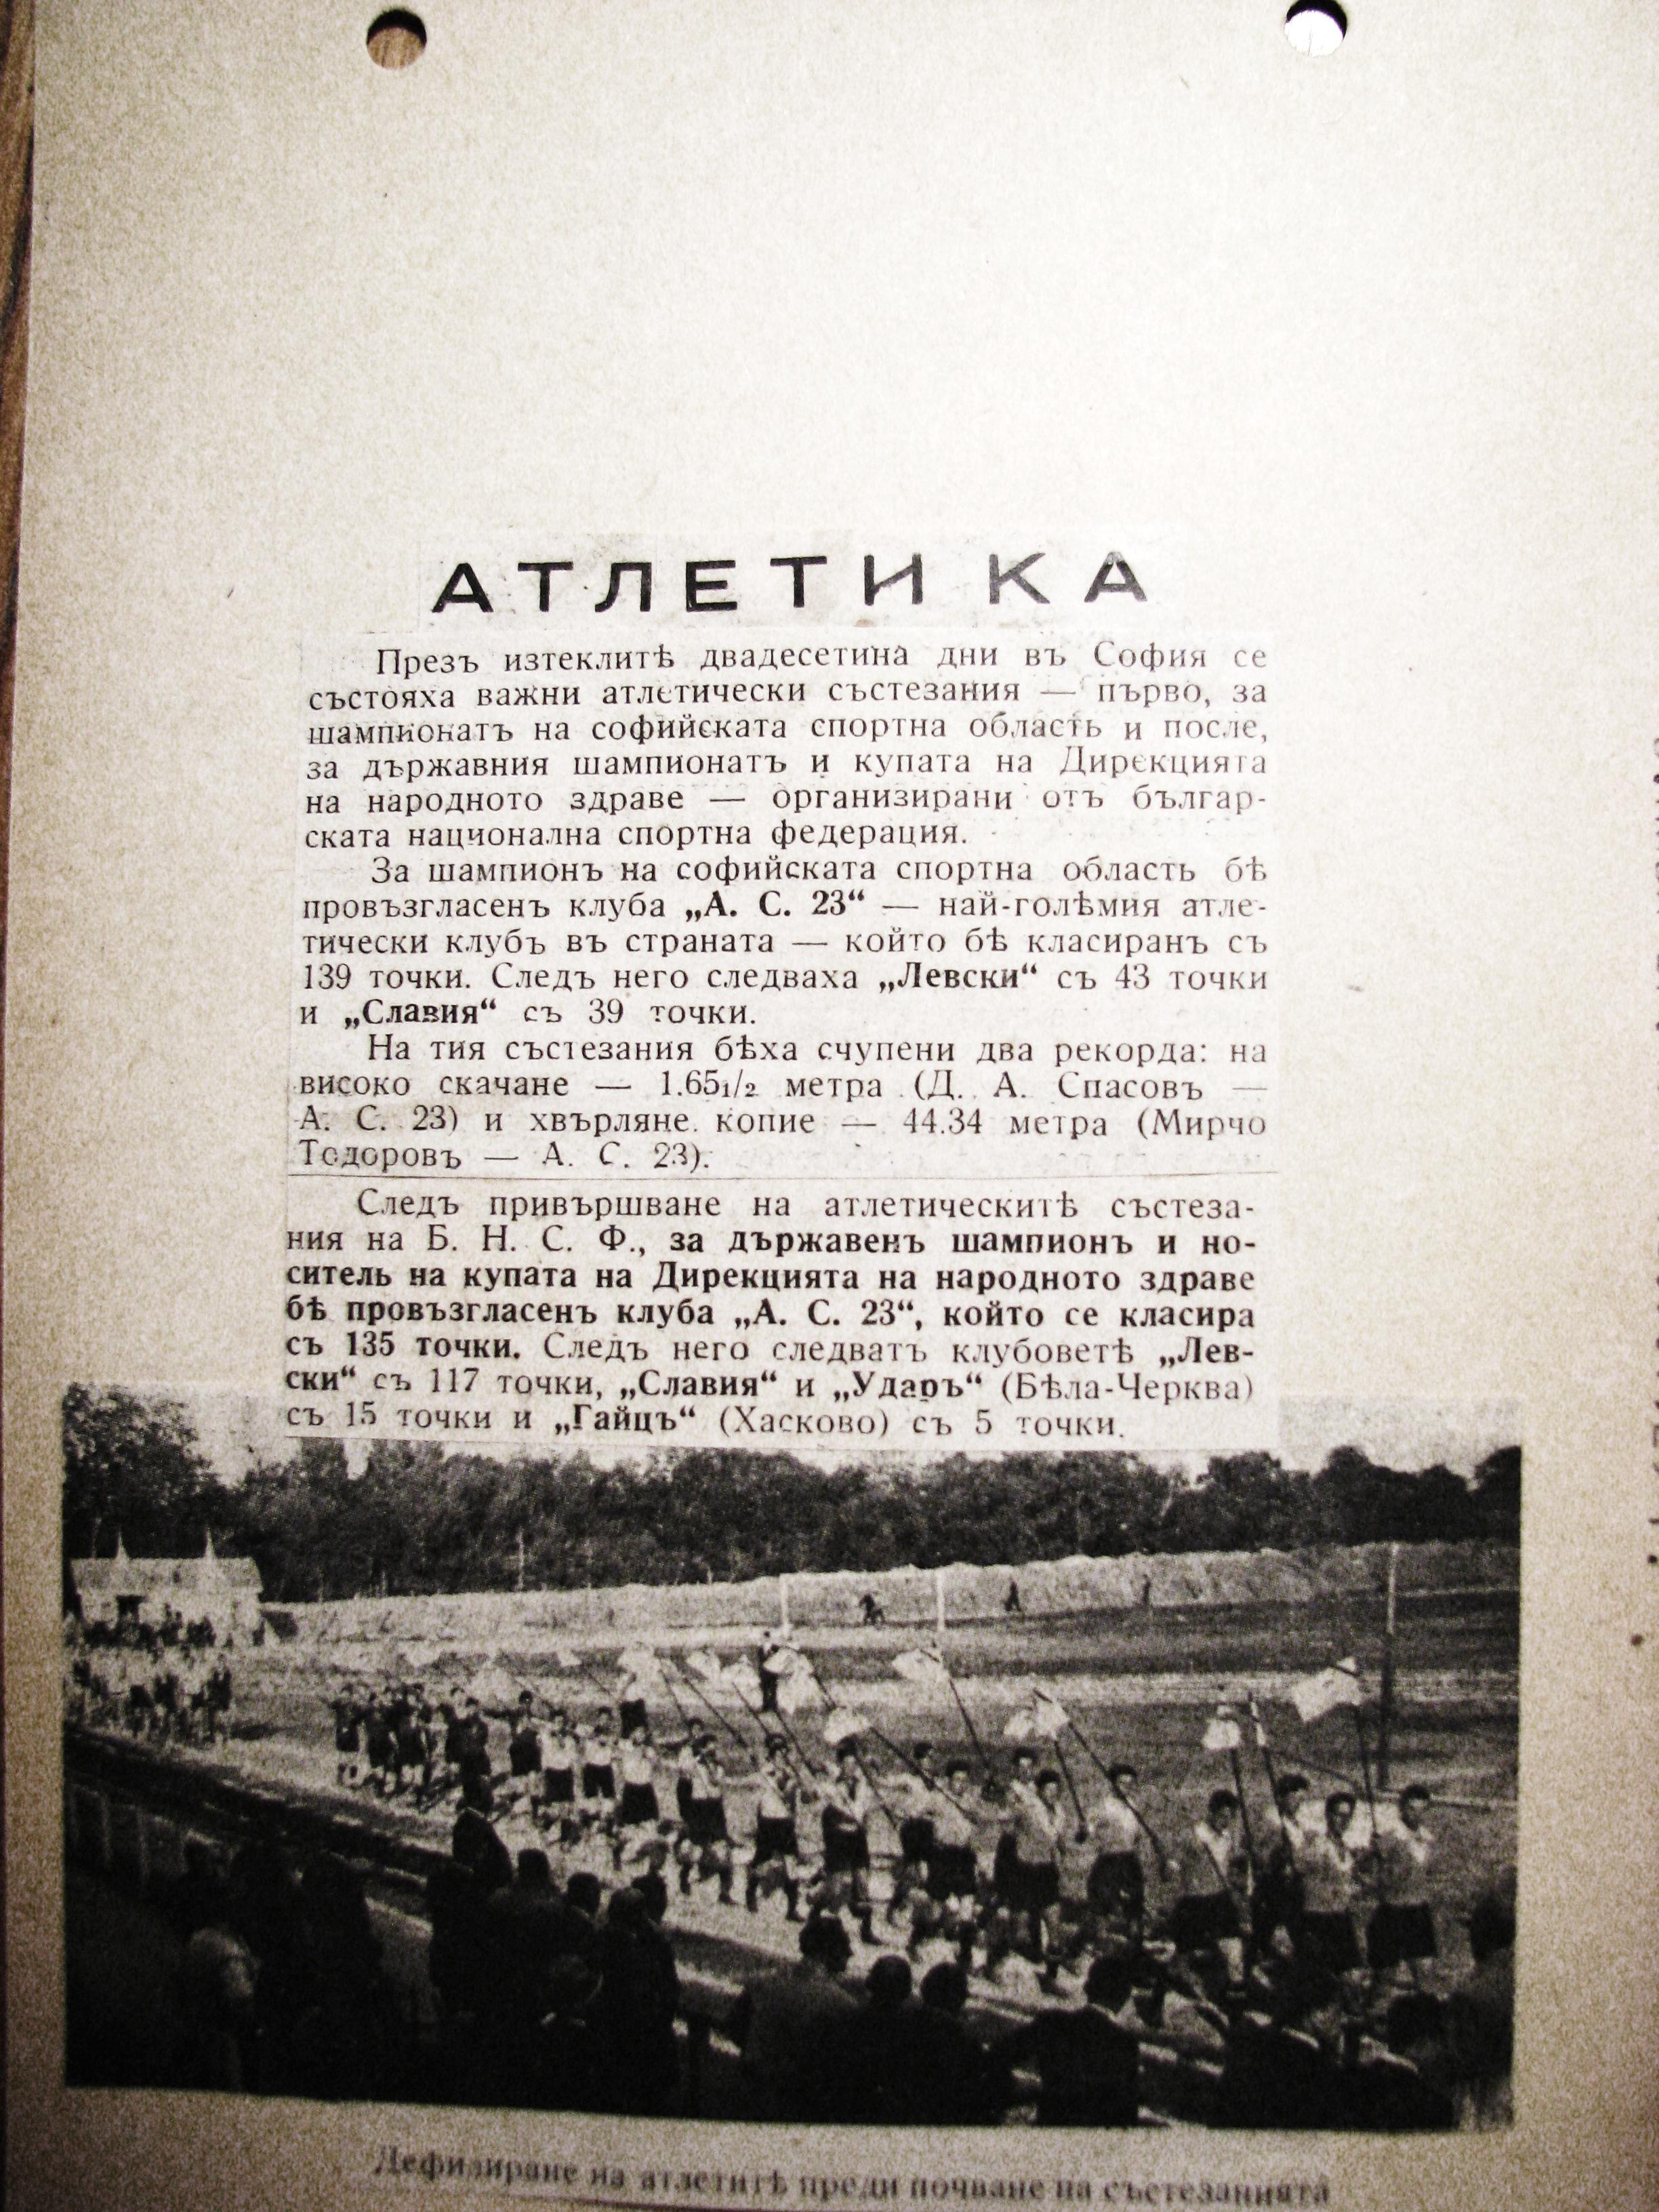 АТЛЕТИКА
Презъ изтеклитѣ двадесетина дни въ София се
състояха важни атлетически състезания — първо, за
шампионатъ на софийската спортна область и после,
за държавния шампионатъ и купата на Дирекцията
на народното здраве — организирани отъ българ-
ската национална спортна федерация.
За шампионъ на софийската спортна область бѣ
провъзгласенъ клуба „А. С. 23“ — най-голѣмия атле-
тически клубъ въ страната — който бѣ класиранъ съ
139 точки. Следъ него следваха „Левски“ съ 43 точки
и „Славия“ съ 39 точки.
На тия състезания бѣха счупени два рекорда: на
високо скачане — 1.651/2 метра (Д. А. Спасовъ —
А. С. 23) и хвърляне копие — 44.34 метра (Мирчо
Тодоровъ — А. С. 23).
Следъ привършване на атлетическитѣ състеза-
ния на Б. Н. С. Ф., за държавенъ шампионъ и но-
ситель на купата на Дирекцията на народното здраве
бѣ провъзгласенъ клуба „А. С. 23“, който се класира
съ 135 точки. Следъ него следватъ клубоветѣ „Лев-
ски“ съ 117 точки, „Славия“ и „Ударъ“ (Бѣла-Черква)
съ 15 точки и „Гайцъ“ (Хасково) съ 5 точки.
Дефилиране на атлетитѣ преди почване на състезанията